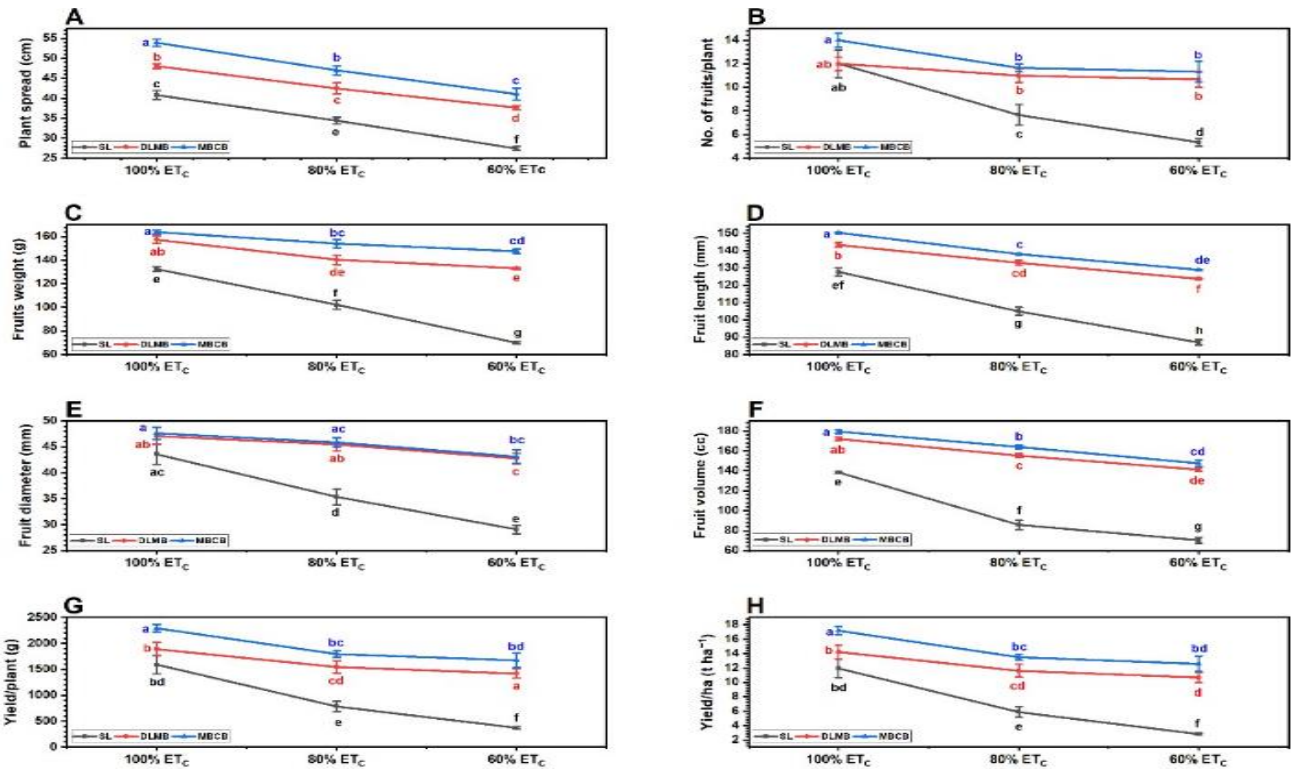 A
Plant spread (cm)
55
50
45
40
35
30
25
a
b
c
b
c
e
c
d
f
SL DLMB MBCB
100% ETC 80% ETC 60% ETc
B
No. of fruits/plant
14
12
10
8
6
4
a
ab
ab
b
b
c
b
b
d
SL DLMB MBCB
100% ETC 80% ETC 60% ETC
C
Fruits weight (g)
160
140
120
100
80
60
a
ab
e
bc
de
f
cd
e
g
SL DLMB MBCB
100% ETC 80% ETC 60% ETC
D
Fruit length (mm)
150
140
130
120
110
100
90
80
a
b
ef
c
cd
g
de
f
h
SL DLMB MBCB
100% ETC 80% ETC 60% ETC
E
Fruit diameter (mm)
50
45
40
35
30
25
a
ab
ac
ac
ab
d
bc
c
e
SL DLMB MBCB
100% ETC 80% ETC 60% ETC
F
Fruit volume (cc)
180
160
140
120
100
80
60
a
ab
e
b
c
f
cd
de
g
SL DLMB MBCB
100% ETC 80% ETC 60% ETC
G
Yield/plant (g)
2500
2000
1500
1000
500
0
a
b
bd
bc
cd
e
bd
a
f
SL DLMB MBCB
100% ETC 80% ETC 60% ETC
H
Yield/ha (t ha⁻¹)
18
16
14
12
10
8
6
4
2
a
b
bd
bc
cd
e
bd
d
f
SL DLMB MBCB
100% ETC 80% ETC 60% ETC